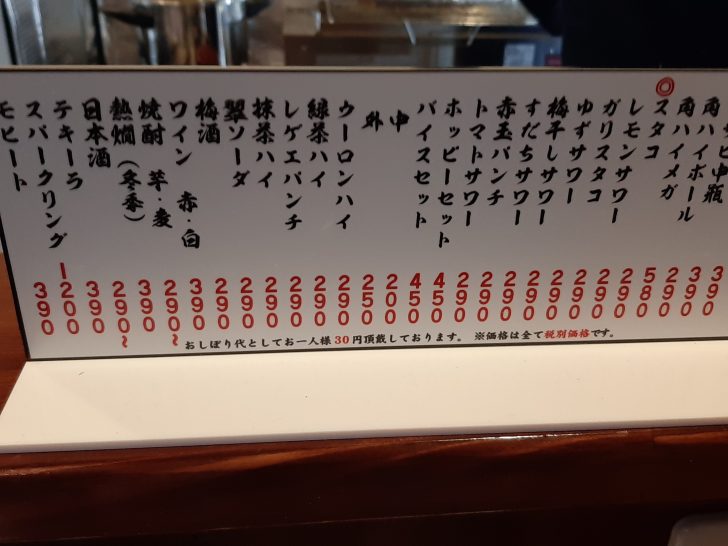 ビ中瓶 390
角ハイボール 290
角ハイメガ 580
◎スタコ 290
レモンサワー 290
ガリスタコ 290
ゆずサワー 290
梅干しサワー 290
すだちサワー 290
赤玉パンチ 290
トマトサワー 290
ホッピーセット 450
バイスセット 450
中 200
外 250
ウーロンハイ 290
緑茶ハイ 290
レゲエパンチ 290
抹茶ハイ 290
翠ソーダ 290
梅酒 390
ワイン 赤・白 290~
焼酎 芋・麦 390
熱燗(冬季) 290~
日本酒 390
テキーラ 1200
スパークリング 390
モヒート
おしぼり代としてお一人様30円頂戴しております。 ※価格は全て税別価格です。